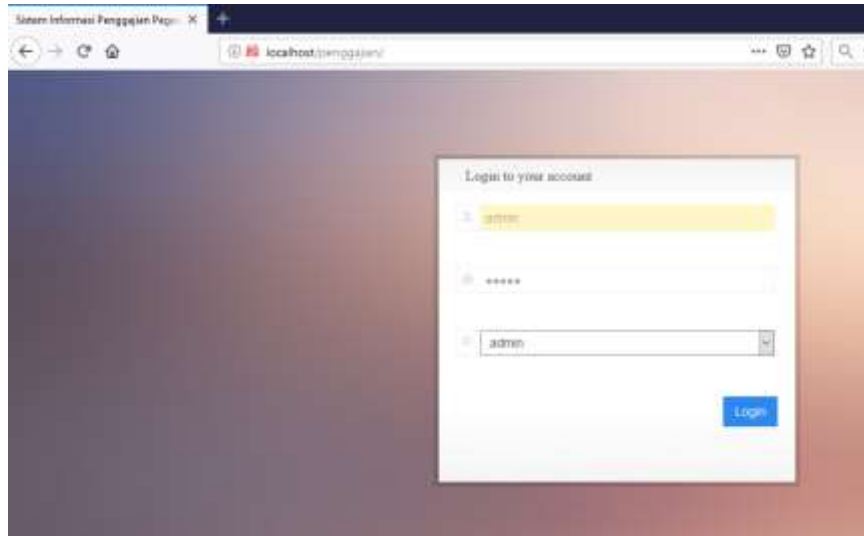 Sistem Informasi Penggajian Pega
localhost/penggajian/
Login to your account
admin
•••••
admin
Login